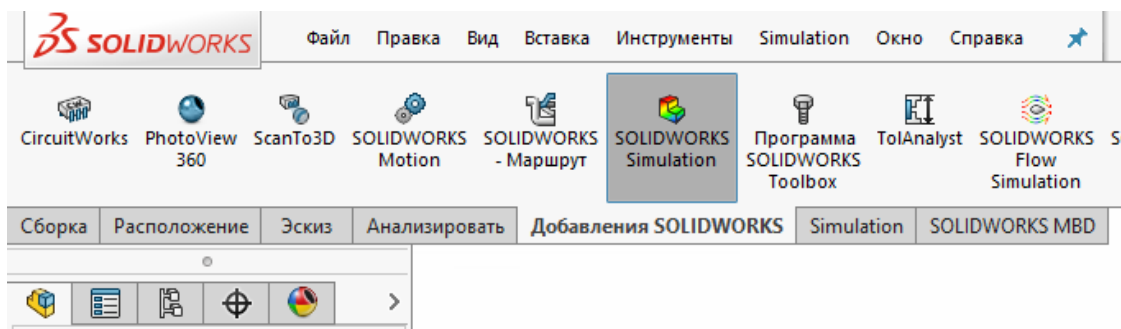 SOLIDWORKS Файл Правка Вид Вставка Инструменты Simulation Окно Справка
CircuitWorks PhotoView ScanTo3D SOLIDWORKS SOLIDWORKS SOLIDWORKS Программа TolAnalyst SOLIDWORKS
360 Motion - Маршрут Simulation SOLIDWORKS Flow
Toolbox Simulation
Сборка Расположение Эскиз Анализировать Добавления SOLIDWORKS Simulation SOLIDWORKS MBD